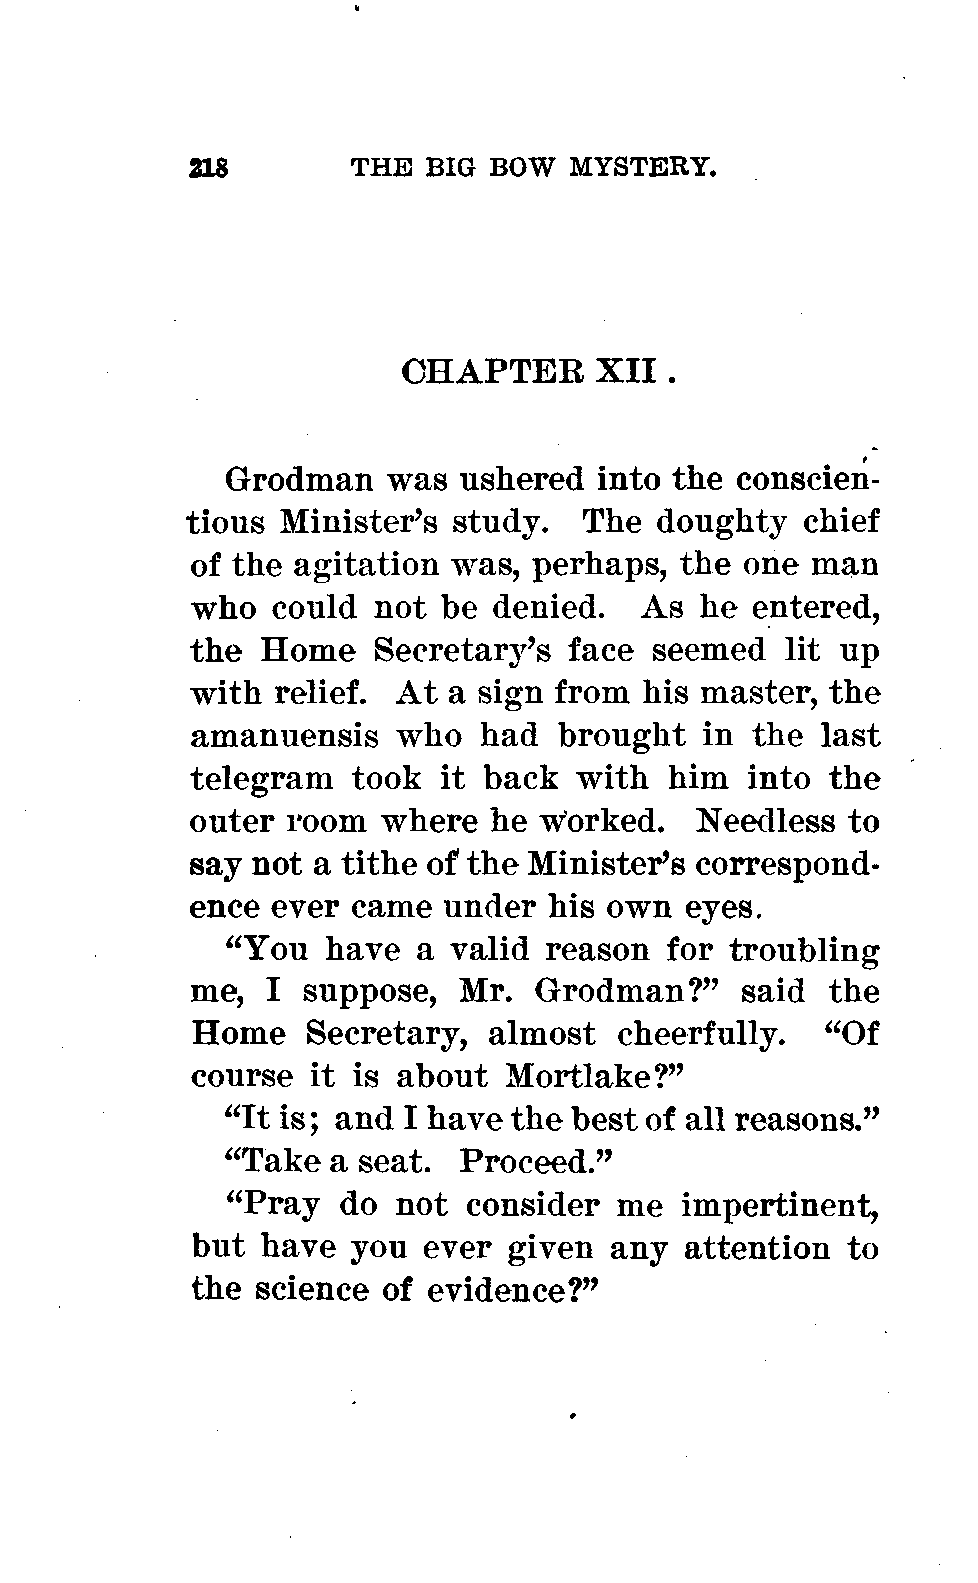 218 THE BIG BOW MYSTERY.
CHAPTER XII .
Grodman was ushered into the conscien-
tious Minister's study. The doughty chief
of the agitation was, perhaps, the one man
who could not be denied. As he entered,
the Home Secretary's face seemed lit up
with relief. At a sign from his master, the
amanuensis who had brought in the last
telegram took it back with him into the
outer room where he worked. Needless to
say not a tithe of the Minister's correspond-
ence ever came under his own eyes.
"You have a valid reason for troubling
me, I suppose, Mr. Grodman?" said the
Home Secretary, almost cheerfully. "Of
course it is about Mortlake?"
"It is; and I have the best of all reasons."
"Take a seat. Proceed."
"Pray do not consider me impertinent,
but have you ever given any attention to
the science of evidence?"